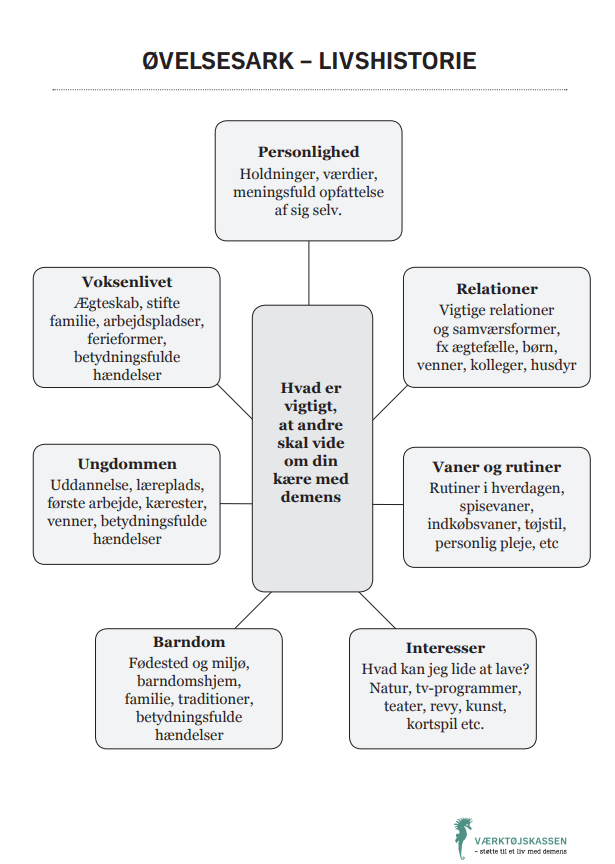 ØVELSESARK – LIVSHISTORIE
Personlighed
Holdninger, værdier,
meningsfuld opfattelse
af sig selv.
Voksenlivet
Ægteskab, stifte
familie, arbejdspladser,
ferieformer,
betydningsfulde
hændelser
Relationer
Vigtige relationer
og samværsformer,
fx ægtefælle, børn,
venner, kolleger, husdyr
Hvad er
vigtigt,
at andre
skal vide
om din
kære med
demens
Ungdommen
Uddannelse, læreplads,
første arbejde, kærester,
venner, betydningsfulde
hændelser
Vaner og rutiner
Rutiner i hverdagen,
spisevaner,
indkøbsvaner, tøjstil,
personlig pleje, etc
Barndom
Fødested og miljø,
barndomshjem,
familie, traditioner,
betydningsfulde
hændelser
Interesser
Hvad kan jeg lide at lave?
Natur, tv-programmer,
teater, revy, kunst,
kortspil etc.
VÆRKTØJSKASSEN
– støtte til et liv med demens